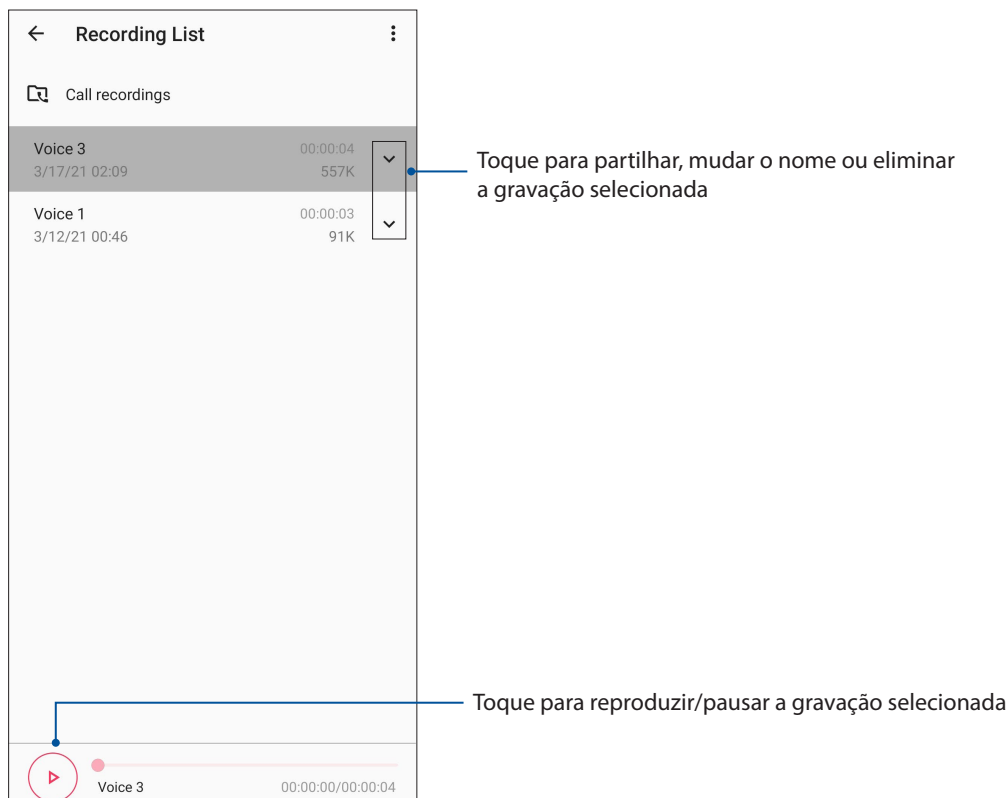 Recording List
Call recordings
Voice 3 00:00:04
3/17/21 02:09 557K
Toque para partilhar, mudar o nome ou eliminar
a gravação selecionada
Voice 1 00:00:03
3/12/21 00:46 91K
Toque para reproduzir/pausar a gravação selecionada
Voice 3 00:00:00/00:00:04